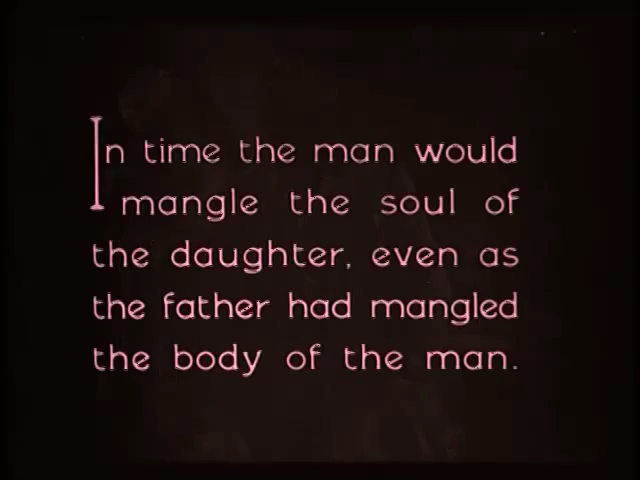 In time the man would
mangle the soul of
the daughter, even as
the father had mangled
the body of the man.